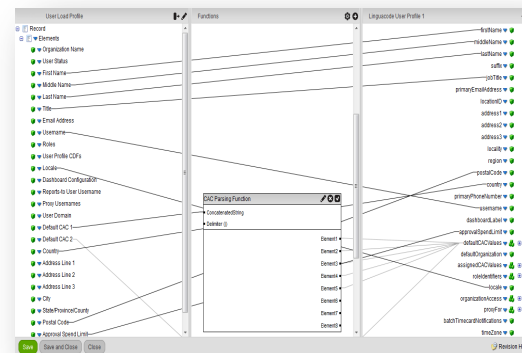 User Load Profile
Functions
Linguacode User Profile 1
Record
Elements
Organization Name
User Status
First Name
Middle Name
Last Name
Title
Email Address
Username
Roles
User Profile CDFs
Locale
Dashboard Configuration
Reports-to User Username
Proxy Usernames
User Domain
Default CAC 1
Default CAC 2
Country
Address Line 1
Address Line 2
Address Line 3
City
State/Province/County
Postal Code
Approval Spend Limit
CAC Parsing Function
ConcatenatedString
Delimiter ()
Element1
Element2
Element3
Element4
Element5
Element6
Element7
Element8
firstName
middleName
lastName
suffix
jobTitle
primaryEmailAddress
locationID
address1
address2
address3
locality
region
postalCode
country
primaryPhoneNumber
username
dashboardLabel
approvalSpendLimit
defaultCACValues
defaultOrganization
assignedCACValues
roleIdentifiers
locale
organizationAccess
proxyFor
batchTimecardNotifications
timeZone
Save
Save and Close
Close
Revision H